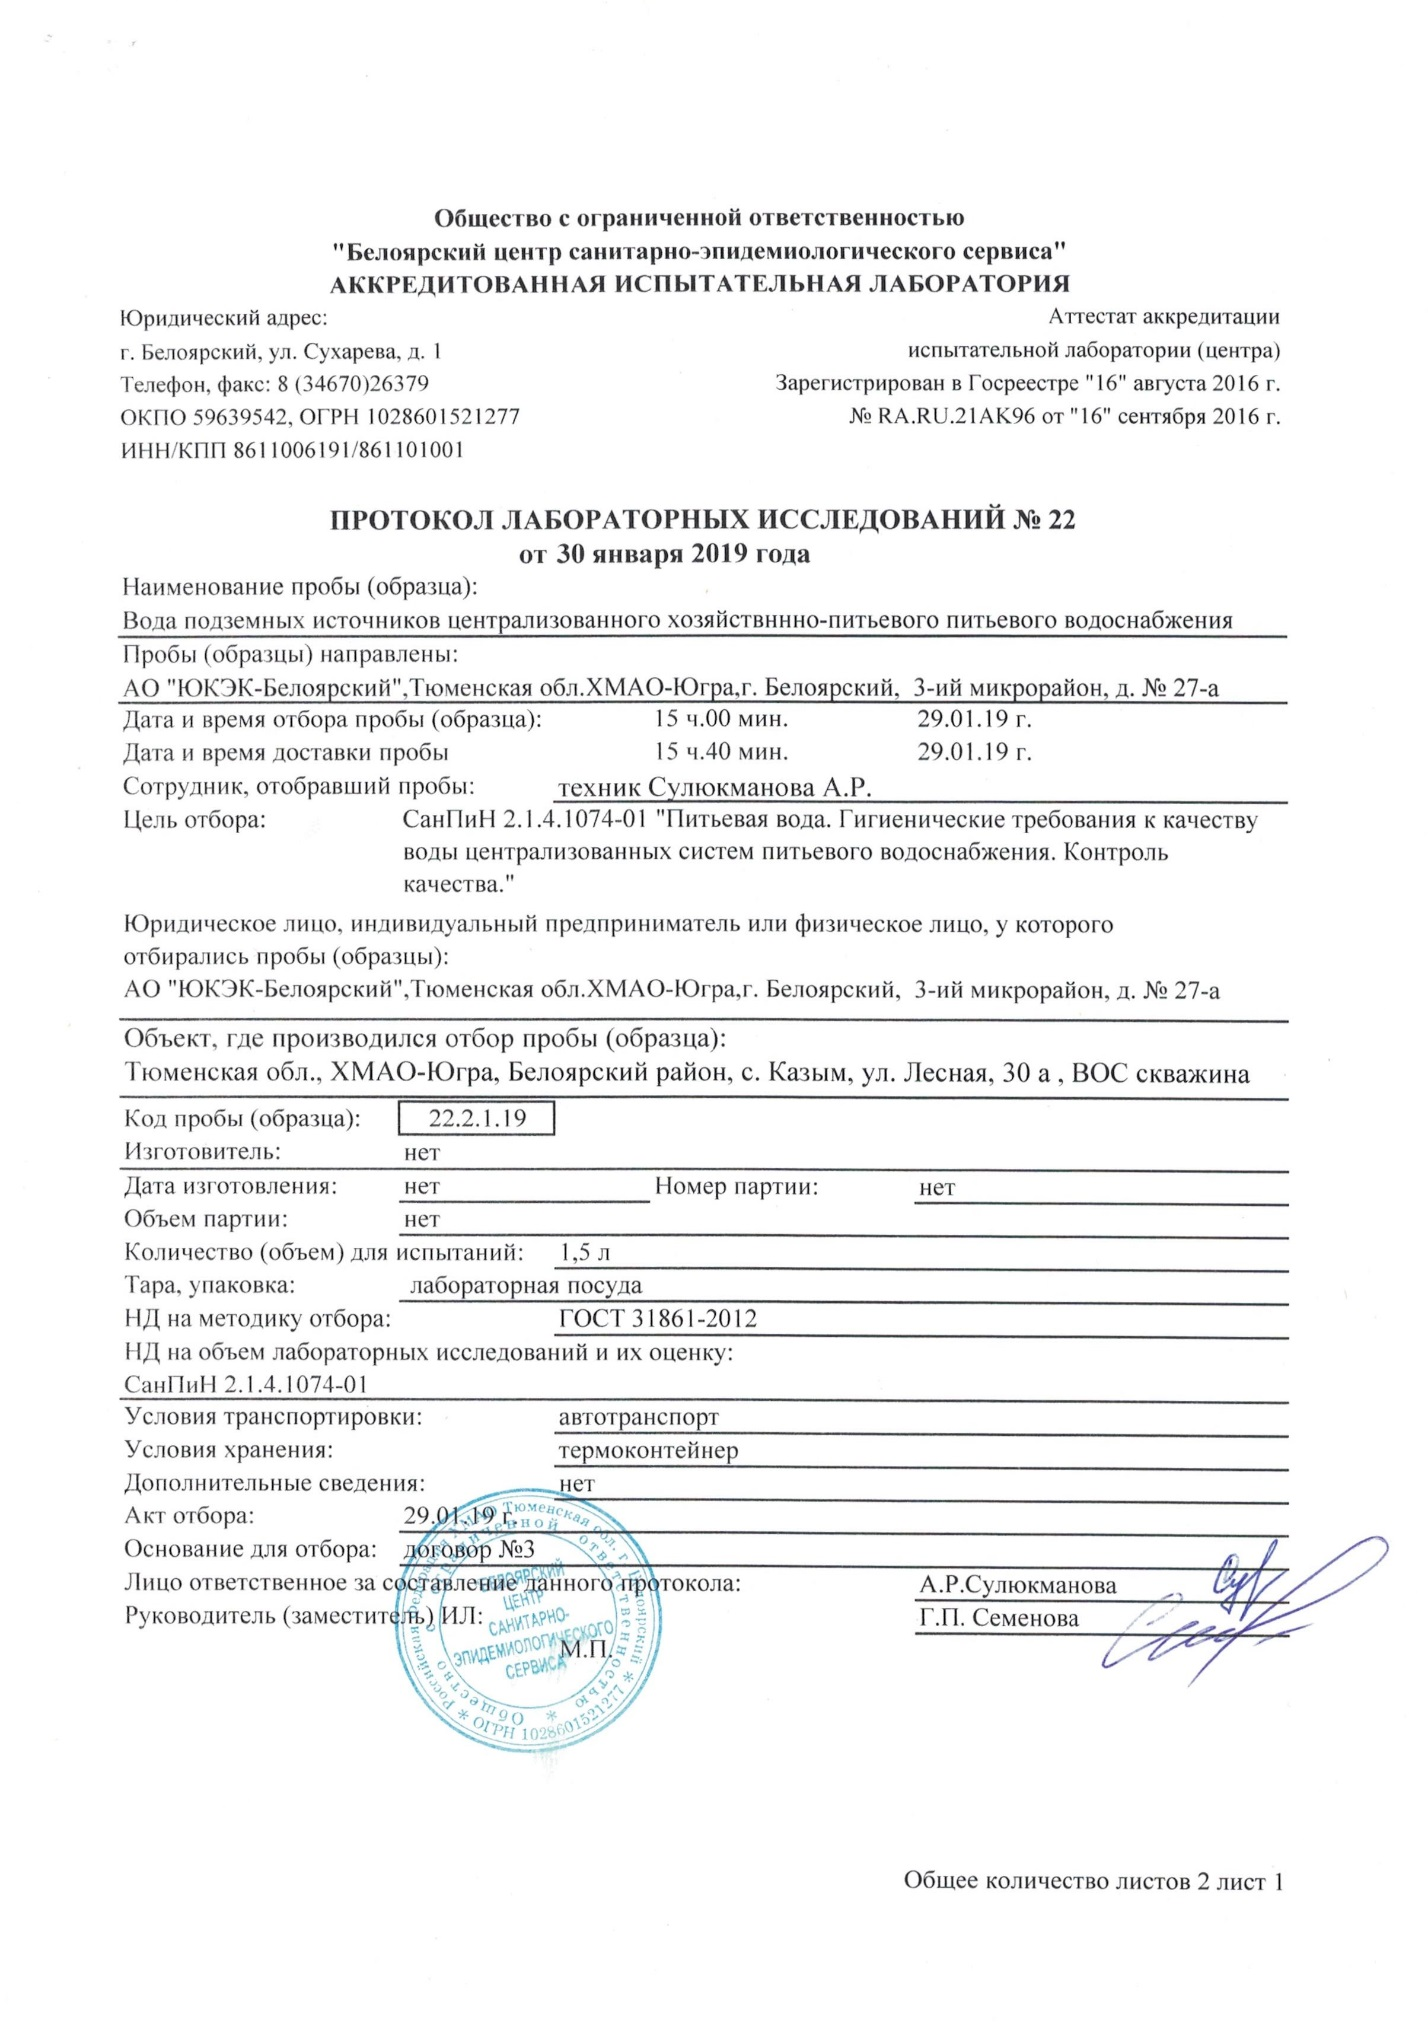 Общество с ограниченной ответственностью
"Белоярский центр санитарно-эпидемиологического сервиса"
АККРЕДИТОВАННАЯ ИСПЫТАТЕЛЬНАЯ ЛАБОРАТОРИЯ
Юридический адрес: Аттестат аккредитации
г. Белоярский, ул. Сухарева, д. 1 испытательной лаборатории (центра)
Телефон, факс: 8 (34670)26379 Зарегистрирован в Госреестре "16" августа 2016 г.
ОКПО 59639542, ОГРН 1028601521277 № RA.RU.21АК96 от "16" сентября 2016 г.
ИНН/КПП 8611006191/861101001
ПРОТОКОЛ ЛАБОРАТОРНЫХ ИССЛЕДОВАНИЙ № 22
от 30 января 2019 года
Наименование пробы (образца):
Вода подземных источников централизованного хозяйствннно-питьевого питьевого водоснабжения
Пробы (образцы) направлены:
АО "ЮКЭК-Белоярский",Тюменская обл.ХМАО-Югра,г. Белоярский, 3-ий микрорайон, д. № 27-а
Дата и время отбора пробы (образца): 15 ч.00 мин. 29.01.19 г.
Дата и время доставки пробы 15 ч.40 мин. 29.01.19 г.
Сотрудник, отобравший пробы: техник Сулюкманова А.Р.
Цель отбора: СанПиН 2.1.4.1074-01 "Питьевая вода. Гигиенические требования к качеству
воды централизованных систем питьевого водоснабжения. Контроль
качества."
Юридическое лицо, индивидуальный предприниматель или физическое лицо, у которого
отбирались пробы (образцы):
АО "ЮКЭК-Белоярский",Тюменская обл.ХМАО-Югра,г. Белоярский, 3-ий микрорайон, д. № 27-а
Объект, где производился отбор пробы (образца):
Тюменская обл., ХМАО-Югра, Белоярский район, с. Казым, ул. Лесная, 30 а , ВОС скважина
Код пробы (образца): 22.2.1.19
Изготовитель: нет
Дата изготовления: нет Номер партии: нет
Объем партии: нет
Количество (объем) для испытаний: 1,5 л
Тара, упаковка: лабораторная посуда
НД на методику отбора: ГОСТ 31861-2012
НД на объем лабораторных исследований и их оценку:
СанПиН 2.1.4.1074-01
Условия транспортировки: автотранспорт
Условия хранения: термоконтейнер
Дополнительные сведения: нет
Акт отбора: 29.01.19 г.
Основание для отбора: договор №3
Лицо ответственное за составление данного протокола: А.Р.Сулюкманова
Руководитель (заместитель) ИЛ: Г.П. Семенова
М.П.
Российская Федерация ХМАО Тюменская обл. г. Белоярский * ОГРН 1028601521277 *
Общество с ограниченной ответственностью *
БЕЛОЯРСКИЙ
ЦЕНТР
САНИТАРНО-
ЭПИДЕМИОЛОГИЧЕСКОГО
СЕРВИСА
Общее количество листов 2 лист 1